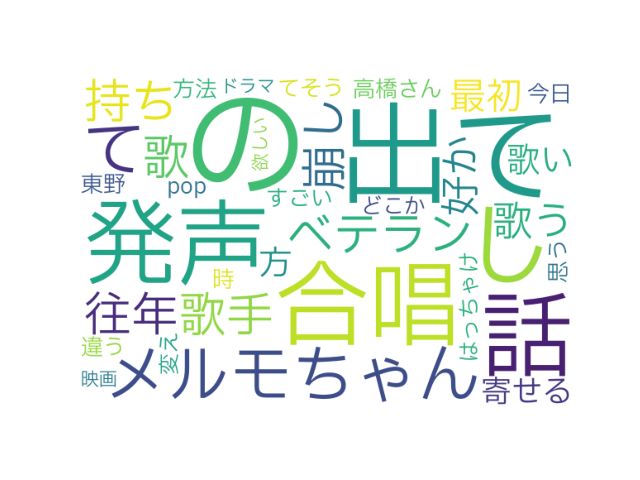 方法
ドラマ
てそう
高橋さん
最初
今日
持ち
の
出
て
崩し
欲しい
好か
て
歌
歌い
東野
pop
すごい
どこか
発声
ベテラン
し
歌う
方
思う
合唱
時
話
往年
歌手
はっちゃけ
違う
変え
映画
メルモちゃん
寄せる